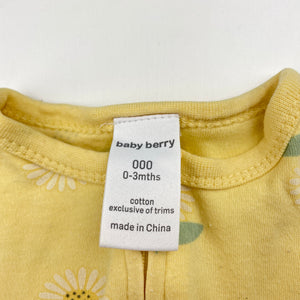 baby berry
000
0-3mths
cotton
exclusive of trims
made in China